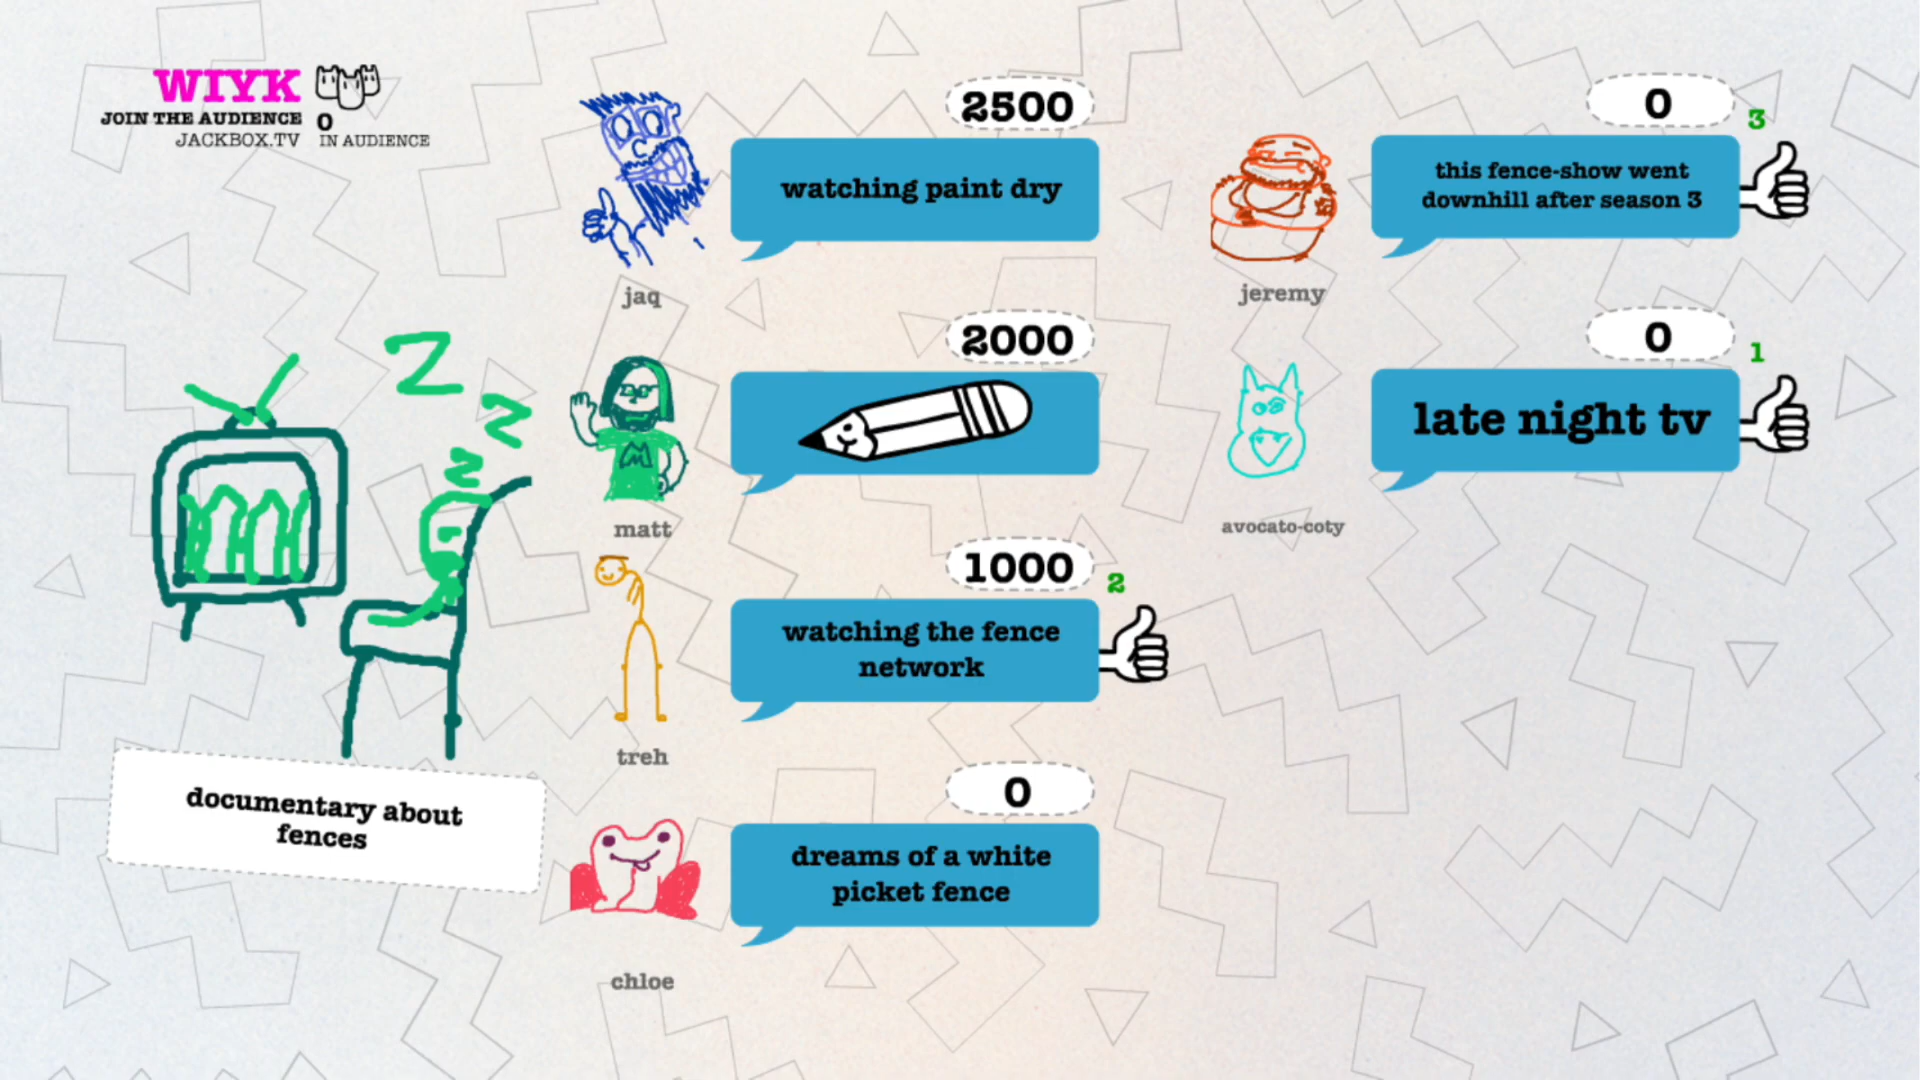 WIYK
JOIN THE AUDIENCE
JACKBOX.TV
0
IN AUDIENCE
Z
Z
Z
documentary about
fences
2500
watching paint dry
jaq
2000
M
matt
1000
2
watching the fence
network
treh
0
dreams of a white
picket fence
chloe
0
3
this fence-show went
downhill after season 3
jeremy
0
1
late night tv
avocato-coty